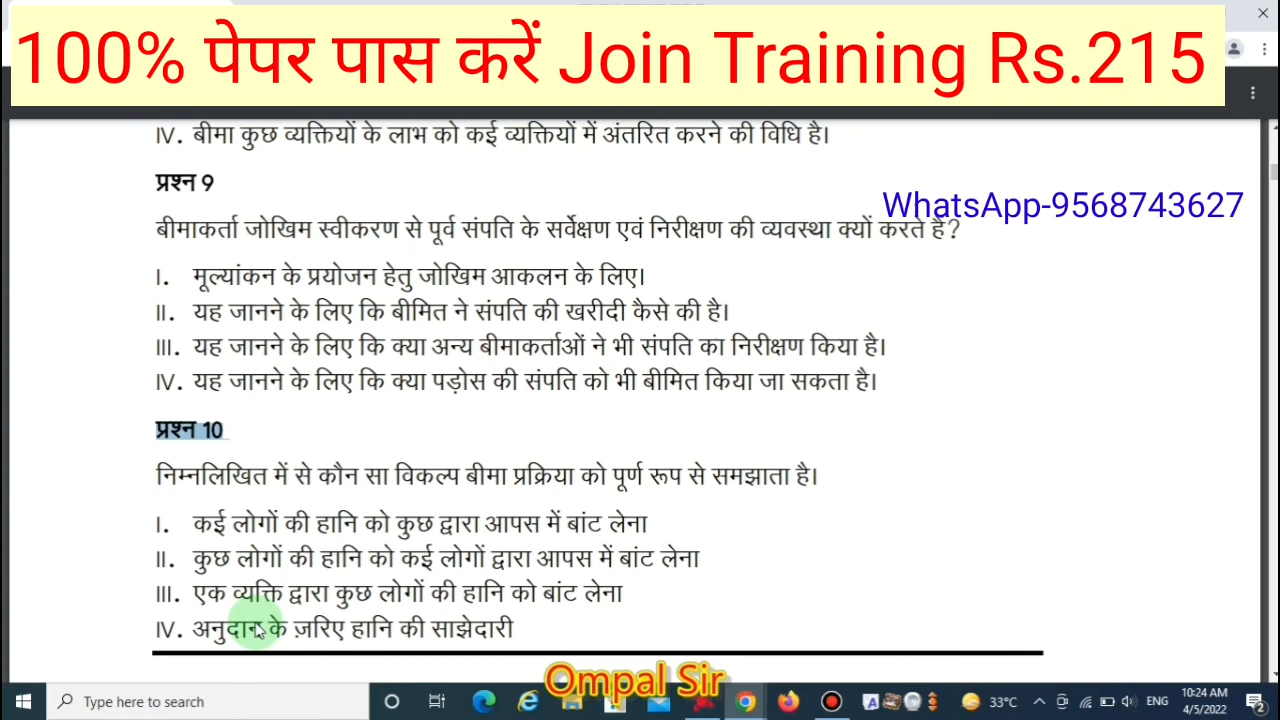 100% पेपर पास करें Join Training Rs.215
IV. बीमा कुछ व्यक्तियों के लाभ को कई व्यक्तियों में अंतरित करने की विधि है।
प्रश्न 9
WhatsApp-9568743627
बीमाकर्ता जोखिम स्वीकरण से पूर्व संपति के सर्वेक्षण एवं निरीक्षण की व्यवस्था क्यों करते है?
I. मूल्यांकन के प्रयोजन हेतु जोखिम आकलन के लिए।
II. यह जानने के लिए कि बीमित ने संपति की खरीदी कैसे की है।
III. यह जानने के लिए कि क्या अन्य बीमाकर्ताओं ने भी संपति का निरीक्षण किया है।
IV. यह जानने के लिए कि क्या पड़ोस की संपति को भी बीमित किया जा सकता है।
प्रश्न 10
निम्नलिखित में से कौन सा विकल्प बीमा प्रक्रिया को पूर्ण रूप से समझाता है।
I. कई लोगों की हानि को कुछ द्वारा आपस में बांट लेना
II. कुछ लोगों की हानि को कई लोगों द्वारा आपस में बांट लेना
III. एक व्यक्ति द्वारा कुछ लोगों की हानि को बांट लेना
IV. अनुदान के ज़रिए हानि की साझेदारी
Ompal Sir
Type here to search
33°C
ENG
10:24 AM
4/5/2022
2